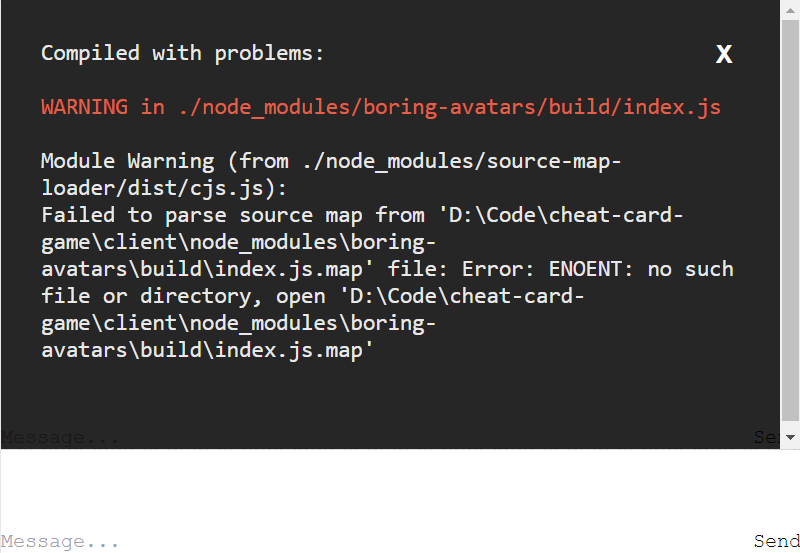 Compiled with problems:
X
WARNING in ./node_modules/boring-avatars/build/index.js
Module Warning (from ./node_modules/source-map-
loader/dist/cjs.js):
Failed to parse source map from 'D:\Code\cheat-card-
game\client\node_modules\boring-
avatars\build\index.js.map' file: Error: ENOENT: no such
file or directory, open 'D:\Code\cheat-card-
game\client\node_modules\boring-
avatars\build\index.js.map'
Message... Sen
Message... Send